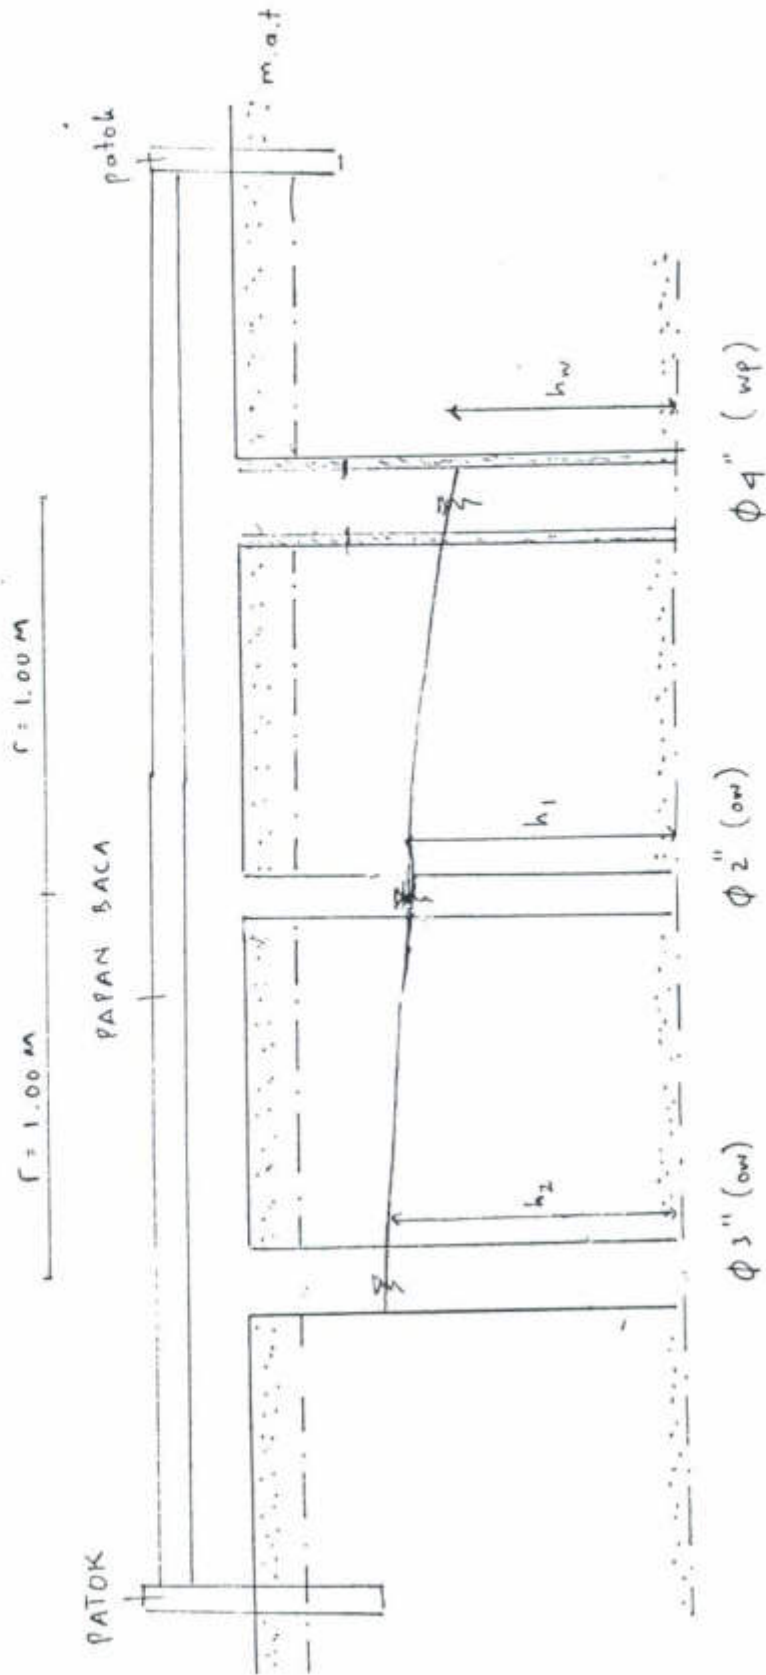 r = 1.00 M
r = 1.00 M
PAPAN BACA
PATOK
patok
m.a.t
h2
h1
hw
Φ 3" (ow)
Φ 2" (ow)
Φ 4" (wp)